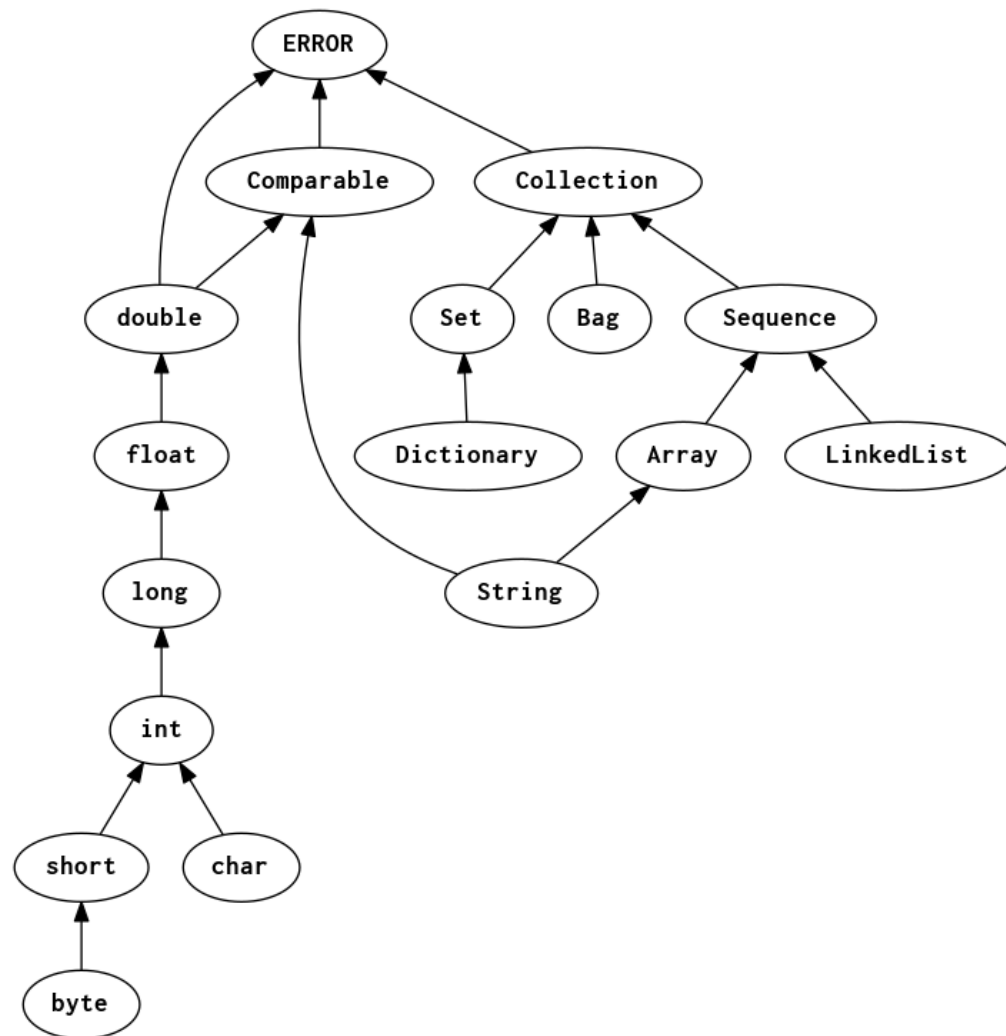 ERROR
Comparable
Collection
double
Set
Bag
Sequence
float
Dictionary
Array
LinkedList
long
String
int
short
char
byte